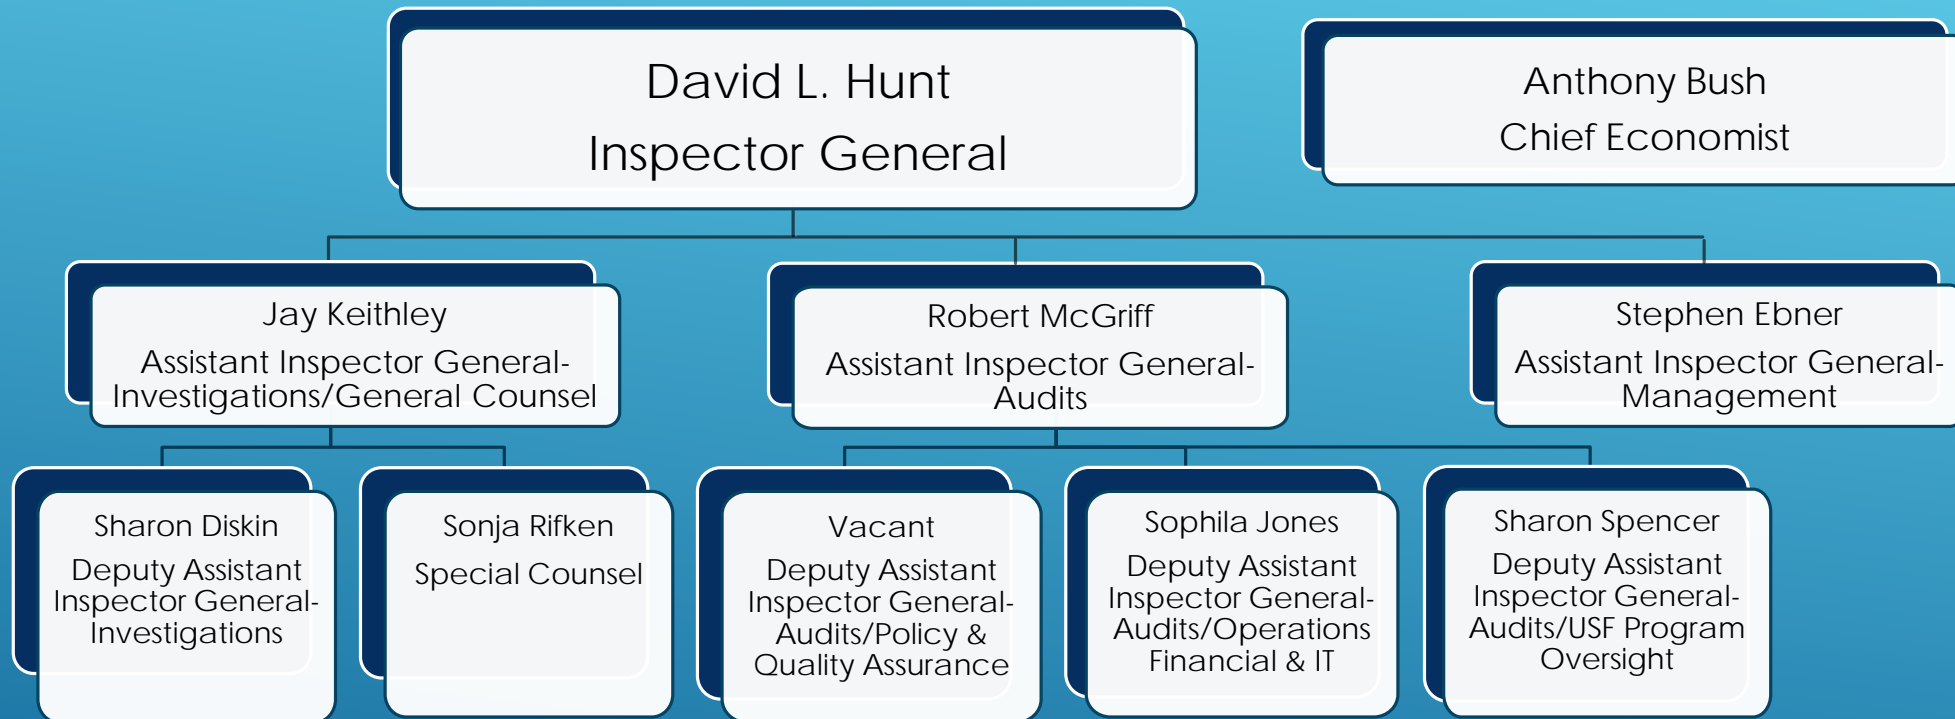 David L. Hunt
Inspector General
Anthony Bush
Chief Economist
Jay Keithley
Assistant Inspector General-
Investigations/General Counsel
Robert McGriff
Assistant Inspector General-
Audits
Stephen Ebner
Assistant Inspector General-
Management
Sharon Diskin
Deputy Assistant
Inspector General-
Investigations
Sonja Rifken
Special Counsel
Vacant
Deputy Assistant
Inspector General-
Audits/Policy &
Quality Assurance
Sophila Jones
Deputy Assistant
Inspector General-
Audits/Operations
Financial & IT
Sharon Spencer
Deputy Assistant
Inspector General-
Audits/USF Program
Oversight